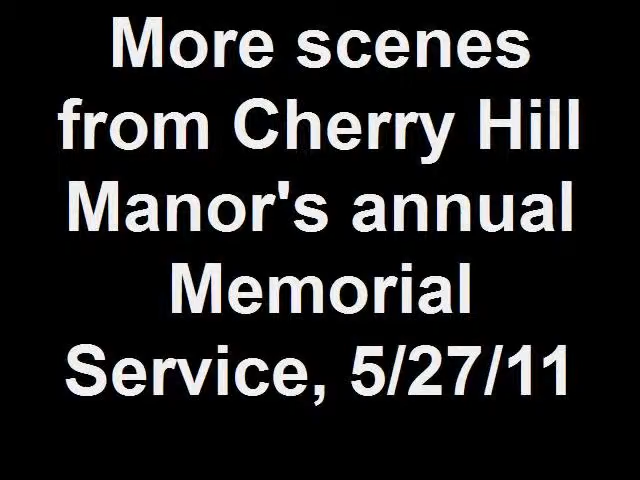 More scenes
from Cherry Hill
Manor's annual
Memorial
Service, 5/27/11